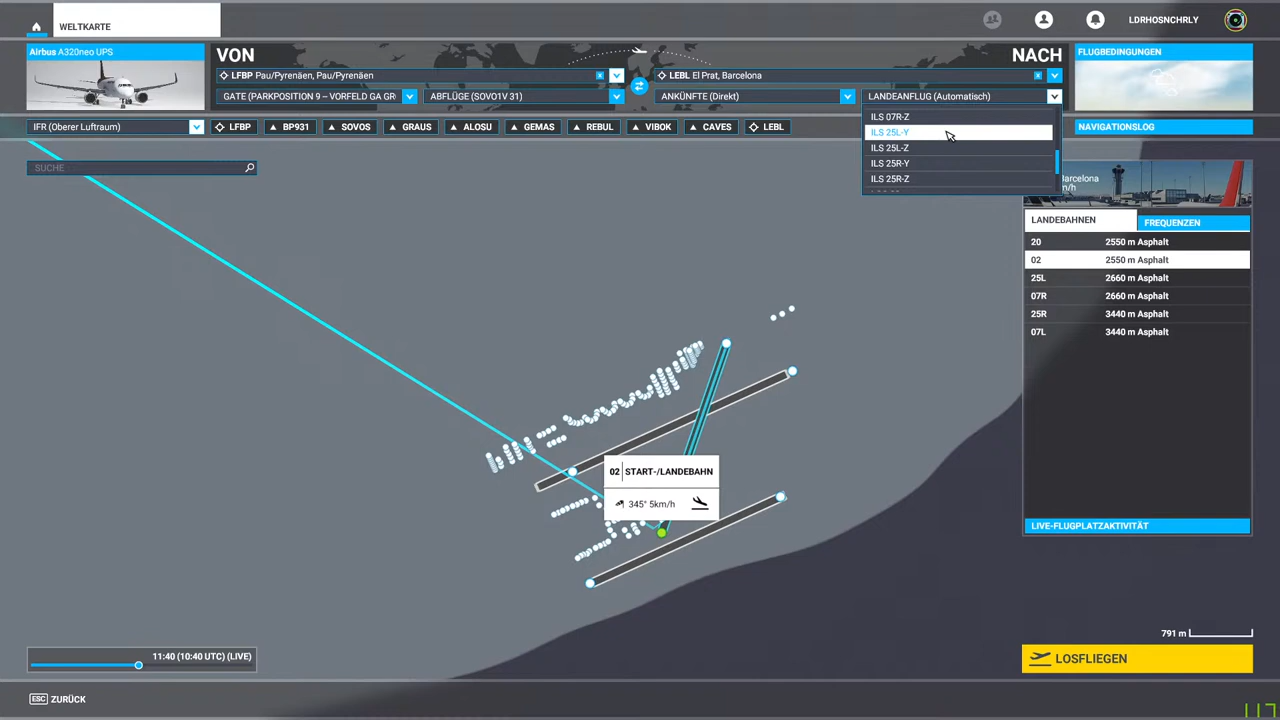 WELTKARTE
LDRHOSNCHRLY
Airbus A320neo UPS
VON
NACH
LFBP Pau/Pyrenäen, Pau/Pyrenäen
LEBL El Prat, Barcelona
GATE (PARKPOSITION 9 – VORFELD GA GR
ABFLÜGE (SOVO1V 31)
ANKÜNFTE (Direkt)
LANDEANFLUG (Automatisch)
FLUGBEDINGUNGEN
IFR (Oberer Luftraum)
LFBP
BP931
SOVOS
GRAUS
ALOSU
GEMAS
REBUL
VIBOK
CAVES
LEBL
NAVIGATIONSLOG
ILS 07R-Z
ILS 25L-Y
ILS 25L-Z
ILS 25R-Y
ILS 25R-Z
SUCHE
Barcelona
LANDEBAHNEN
FREQUENZEN
20 2550 m Asphalt
02 2550 m Asphalt
25L 2660 m Asphalt
07R 2660 m Asphalt
25R 3440 m Asphalt
07L 3440 m Asphalt
02 START-/LANDEBAHN
345° 5km/h
LIVE-FLUGPLATZAKTIVITÄT
791 m
11:40 (10:40 UTC) (LIVE)
LOSFLIEGEN
ESC ZURÜCK